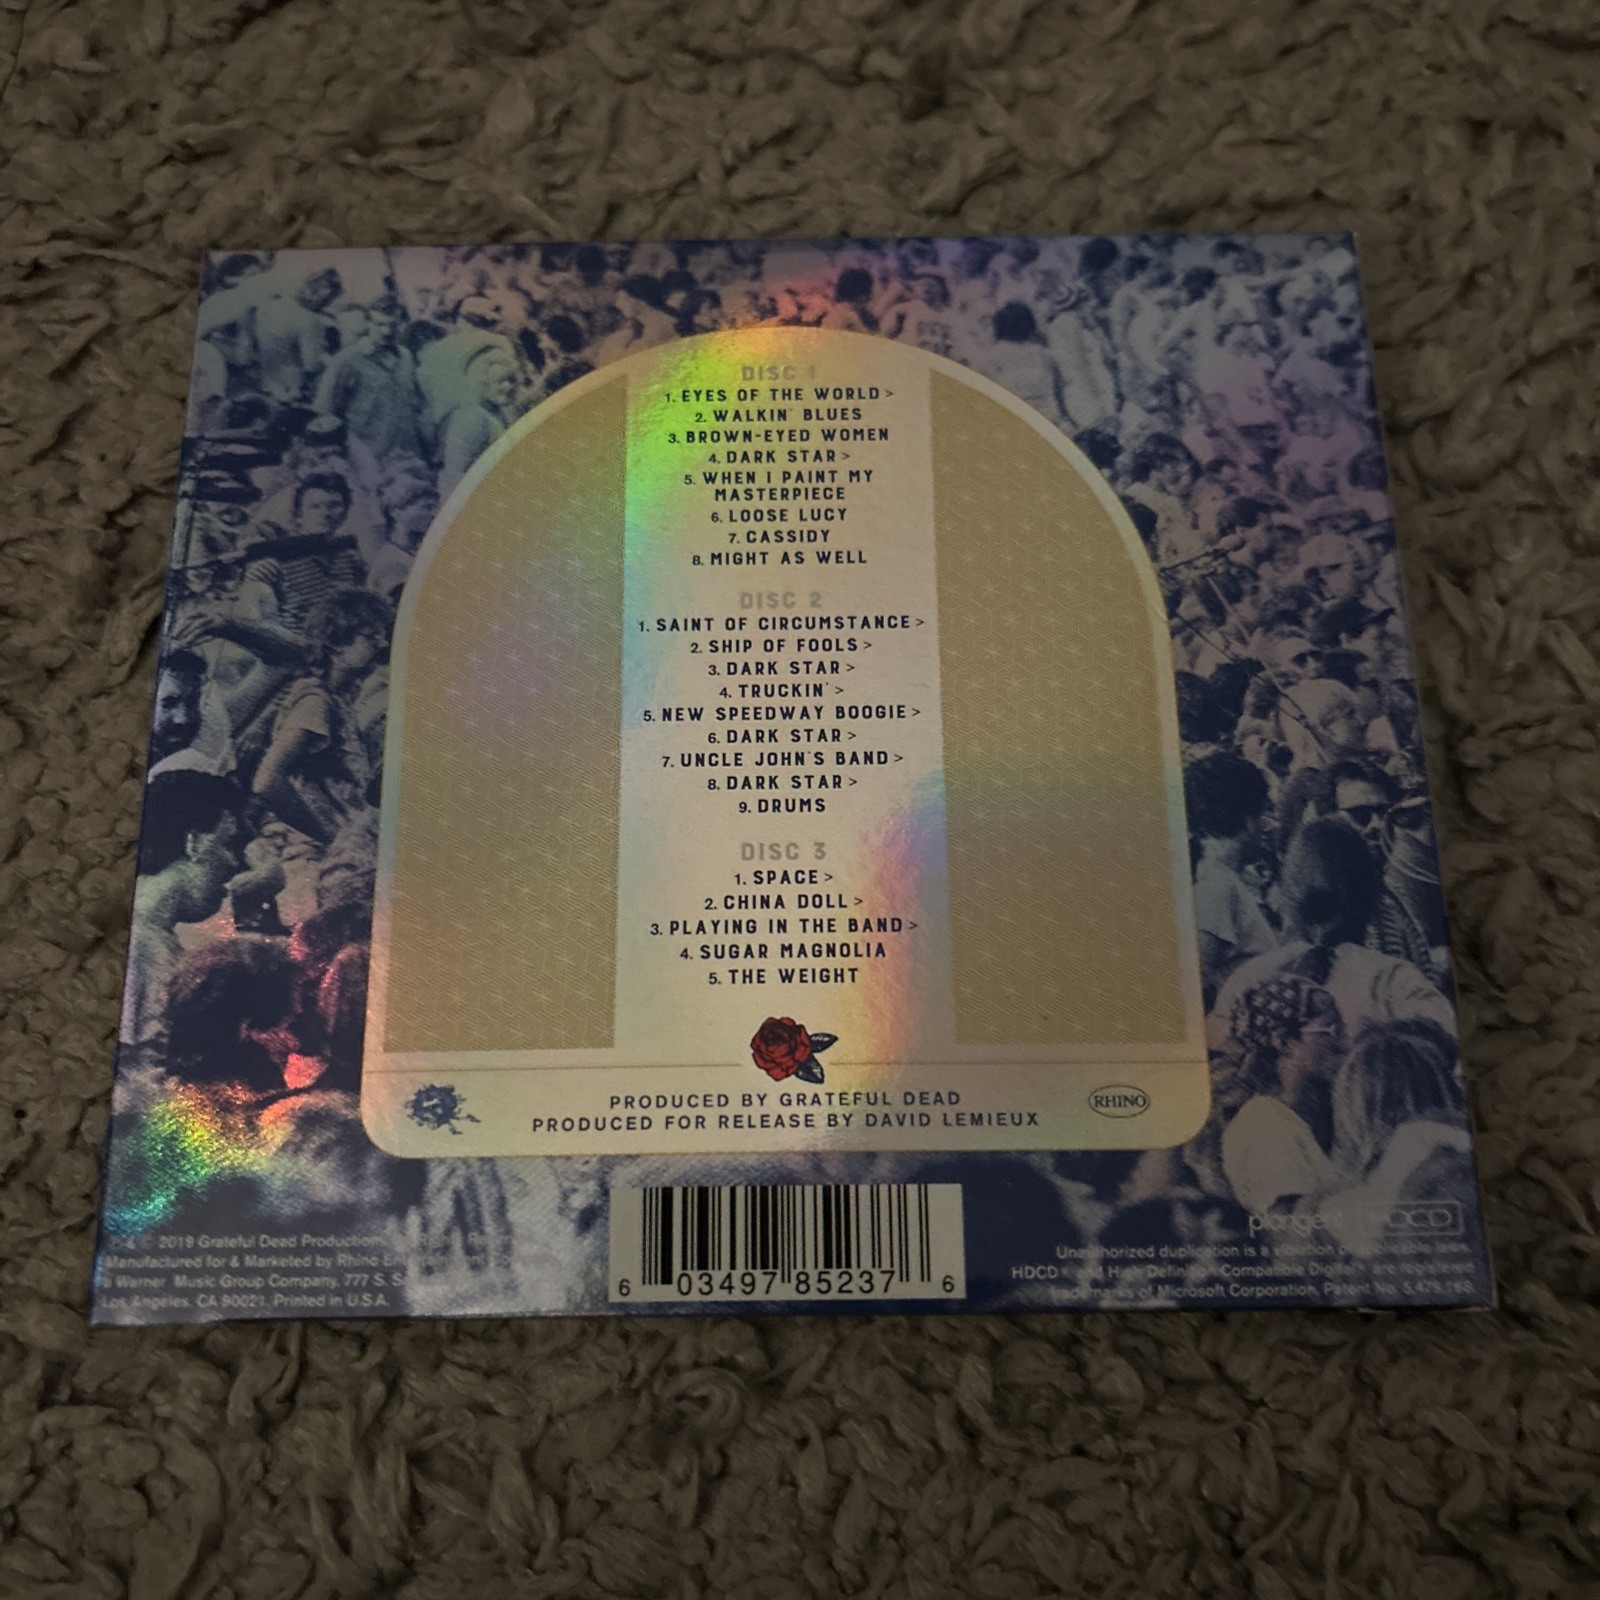 DISC 1
1. EYES OF THE WORLD >
2. WALKIN' BLUES
3. BROWN-EYED WOMEN
4. DARK STAR >
5. WHEN I PAINT MY
MASTERPIECE
6. LOOSE LUCY
7. CASSIDY
8. MIGHT AS WELL
DISC 2
1. SAINT OF CIRCUMSTANCE >
2. SHIP OF FOOLS >
3. DARK STAR >
4. TRUCKIN' >
5. NEW SPEEDWAY BOOGIE >
6. DARK STAR >
7. UNCLE JOHN'S BAND >
8. DARK STAR >
9. DRUMS
DISC 3
1. SPACE >
2. CHINA DOLL >
3. PLAYING IN THE BAND >
4. SUGAR MAGNOLIA
5. THE WEIGHT
PRODUCED BY GRATEFUL DEAD
PRODUCED FOR RELEASE BY DAVID LEMIEUX
RHINO
2019 Grateful Dead Productions
Manufactured for & Marketed by Rhino Entertainment
a Warner Music Group Company, 777 S.
Los Angeles, CA 90021. Printed in U.S.A.
6 03497 85237 6
plangent HDCD
Unauthorized duplication is a violation of applicable laws.
HDCD and High Definition Compatible Digital are registered
trademarks of Microsoft Corporation, Patent No.